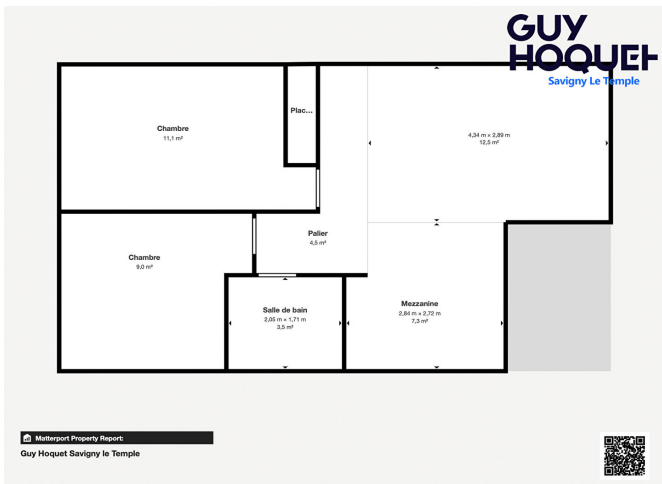 GUY
HOQUET
Savigny Le Temple
Plac...
Chambre
11,1 m²
4,34 m × 2,89 m
12,5 m²
Palier
4,5 m²
Chambre
9,0 m²
Salle de bain
2,05 m × 1,71 m
3,5 m²
Mezzanine
2,84 m × 2,72 m
7,3 m²
Matterport Property Report:
Guy Hoquet Savigny le Temple